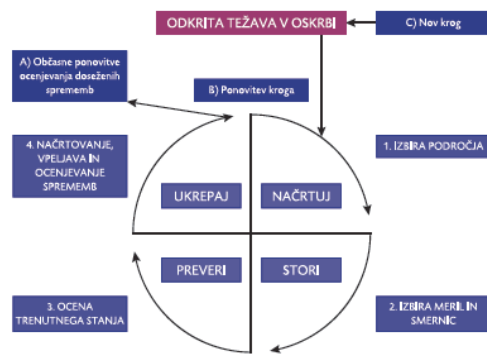 ODKRITA TEŽAVA V OSKRBI
C) Nov krog
A) Občasne ponovitve
ocenjevanja doseženih
sprememb
B) Ponovitev kroga
4. NAČRTOVANJE,
VPELJAVA IN
OCENJEVANJE
SPREMEMB
1. IZBIRA PODROČJA
UKREPAJ
NAČRTUJ
PREVERI
STORI
3. OCENA
TRENUTNEGA STANJA
2. IZBIRA MERIL IN
SMERNIC